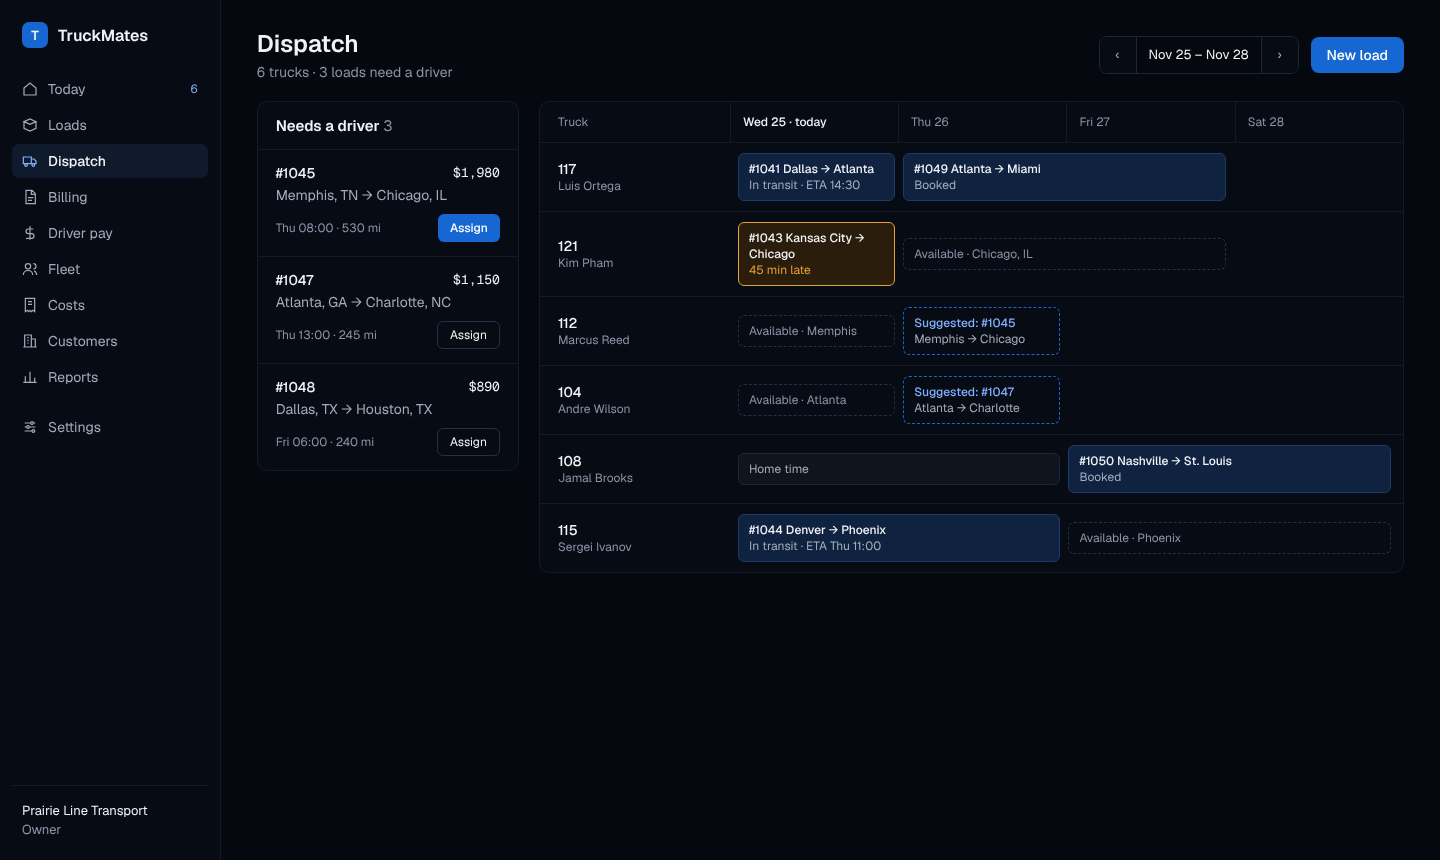 T TruckMates
Today 6
Loads
Dispatch
Billing
Driver pay
Fleet
Costs
Customers
Reports
Settings
Prairie Line Transport
Owner
Dispatch
6 trucks · 3 loads need a driver
‹ Nov 25 – Nov 28 ›
New load
Needs a driver 3
#1045 $1,980
Memphis, TN → Chicago, IL
Thu 08:00 · 530 mi Assign
#1047 $1,150
Atlanta, GA → Charlotte, NC
Thu 13:00 · 245 mi Assign
#1048 $890
Dallas, TX → Houston, TX
Fri 06:00 · 240 mi Assign
Truck Wed 25 · today Thu 26 Fri 27 Sat 28
117
Luis Ortega
#1041 Dallas → Atlanta
In transit · ETA 14:30
#1049 Atlanta → Miami
Booked
121
Kim Pham
#1043 Kansas City →
Chicago
45 min late
Available · Chicago, IL
112
Marcus Reed
Available · Memphis
Suggested: #1045
Memphis → Chicago
104
Andre Wilson
Available · Atlanta
Suggested: #1047
Atlanta → Charlotte
108
Jamal Brooks
Home time
#1050 Nashville → St. Louis
Booked
115
Sergei Ivanov
#1044 Denver → Phoenix
In transit · ETA Thu 11:00
Available · Phoenix